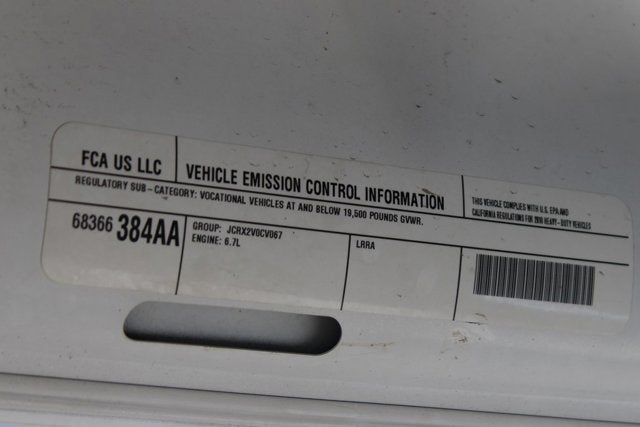 FCA US LLC
VEHICLE EMISSION CONTROL INFORMATION
THIS VEHICLE COMPLIES WITH U.S. EPA AND
CALIFORNIA REGULATIONS FOR 2018 HEAVY-DUTY VEHICLES
REGULATORY SUB-CATEGORY: VOCATIONAL VEHICLES AT AND BELOW 19,500 POUNDS GVWR.
68366 384AA
GROUP: JCRX2V0CV067
ENGINE: 6.7L
LRRA